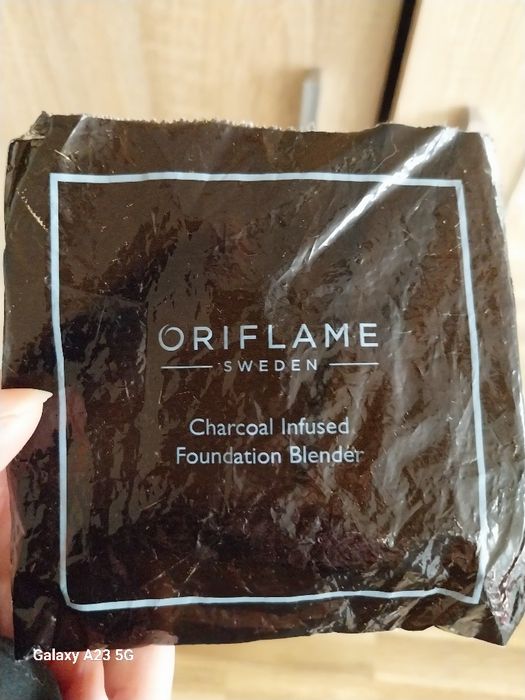 ORIFLAME
SWEDEN
Charcoal Infused
Foundation Blender
Galaxy A23 5G